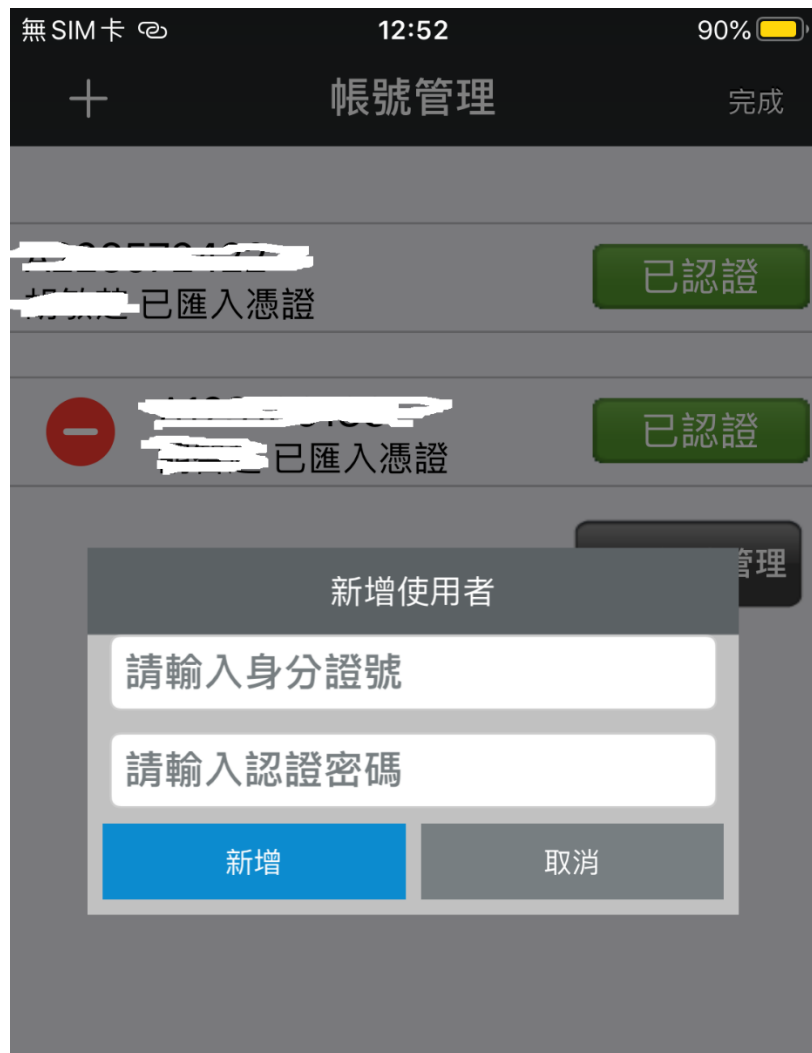 無SIM卡 12:52 90%
帳號管理 完成
已認證
已匯入憑證
已認證
已匯入憑證
管理
新增使用者
請輸入身分證號
請輸入認證密碼
新增 取消